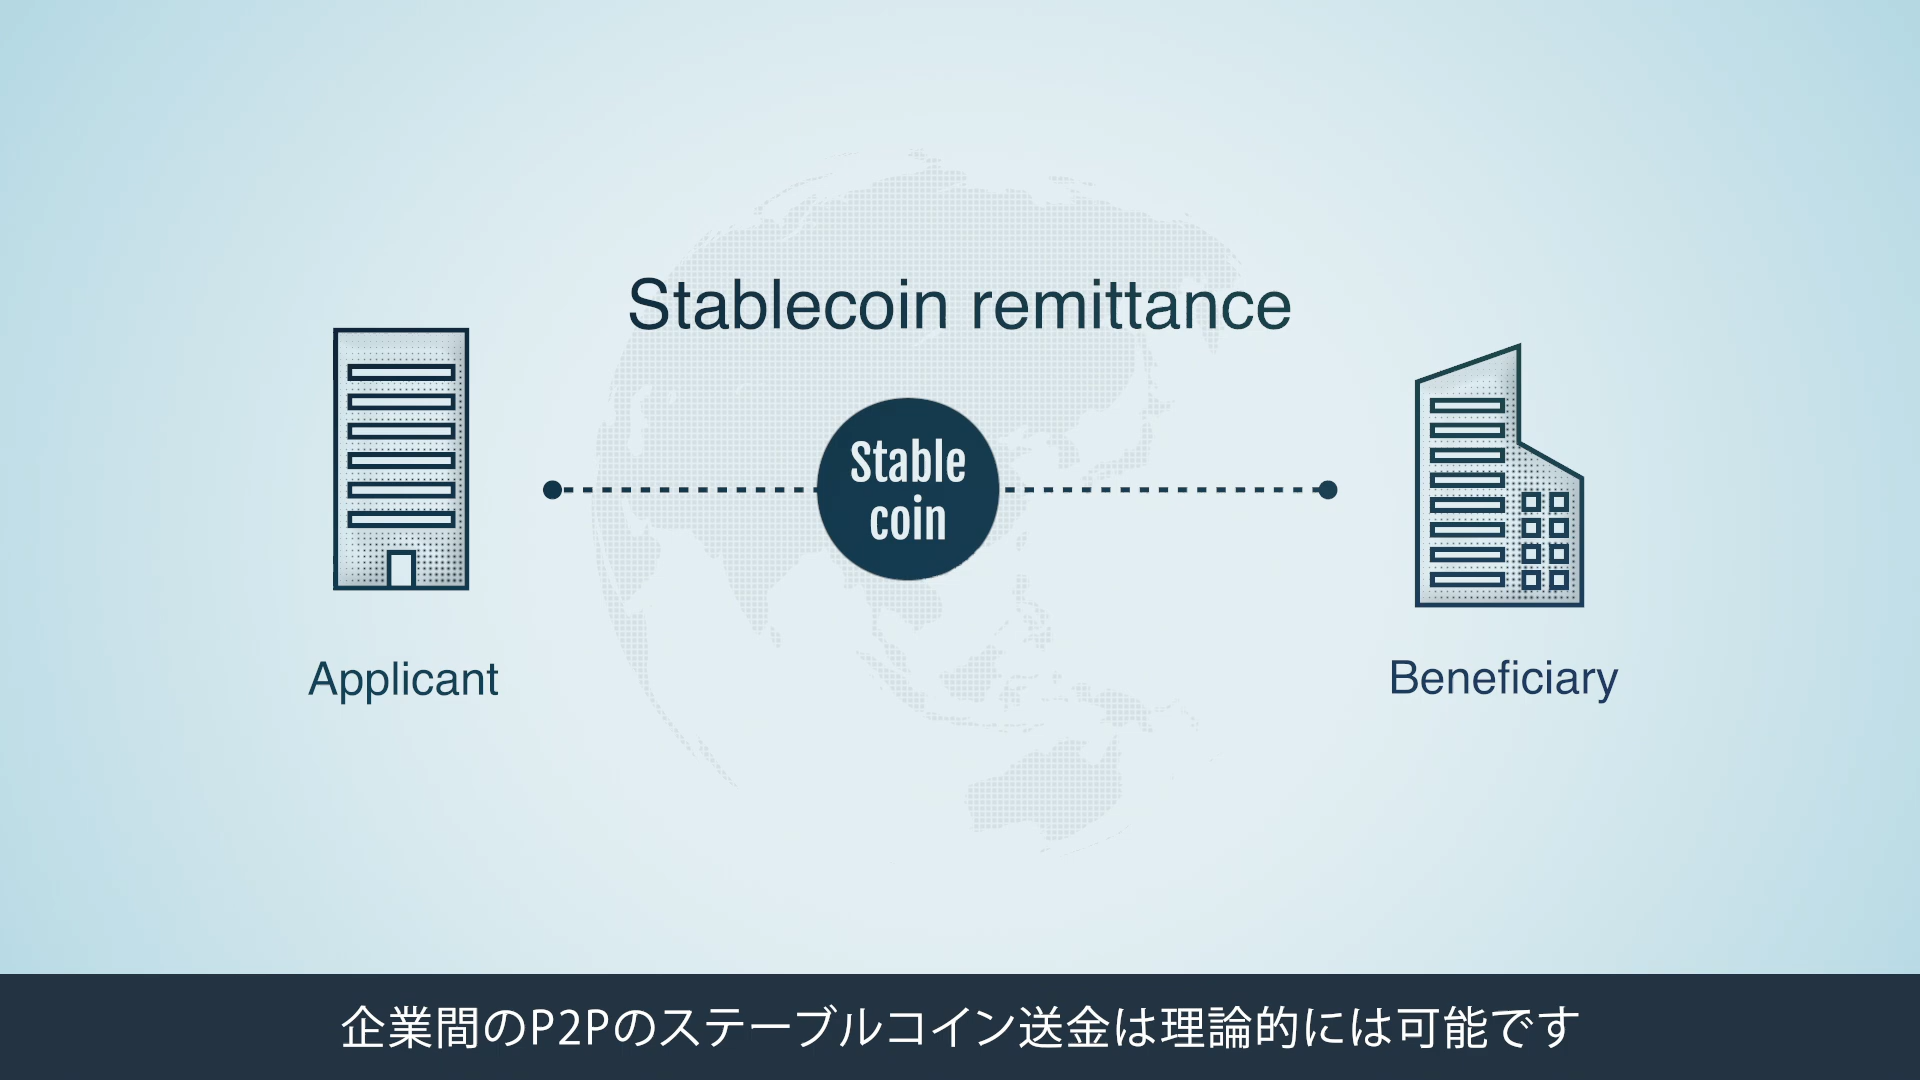 Stablecoin remittance
Stable
coin
Applicant
Beneficiary
企業間のP2Pのステーブルコイン送金は理論的には可能です